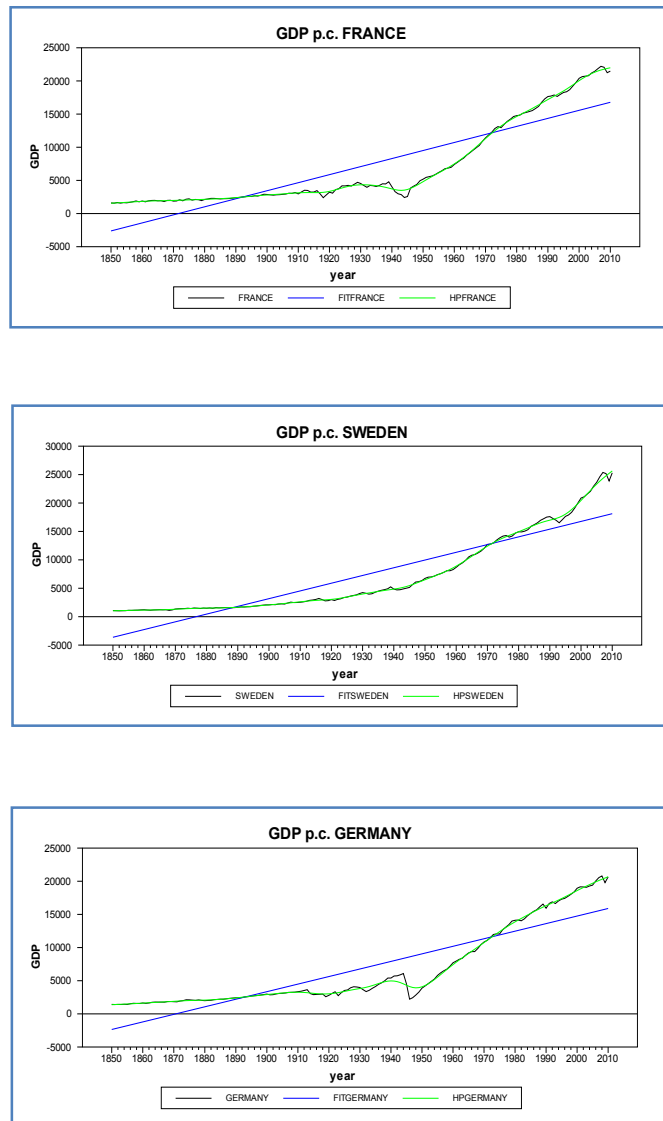 GDP p.c. FRANCE
25000
20000
15000
10000
5000
0
-5000
GDP
1850 1860 1870 1880 1890 1900 1910 1920 1930 1940 1950 1960 1970 1980 1990 2000 2010
year
FRANCE FITFRANCE HPFRANCE
GDP p.c. SWEDEN
30000
25000
20000
15000
10000
5000
0
-5000
GDP
1850 1860 1870 1880 1890 1900 1910 1920 1930 1940 1950 1960 1970 1980 1990 2000 2010
year
SWEDEN FITSWEDEN HPSWEDEN
GDP p.c. GERMANY
25000
20000
15000
10000
5000
0
-5000
GDP
1850 1860 1870 1880 1890 1900 1910 1920 1930 1940 1950 1960 1970 1980 1990 2000 2010
year
GERMANY FITGERMANY HPGERMANY